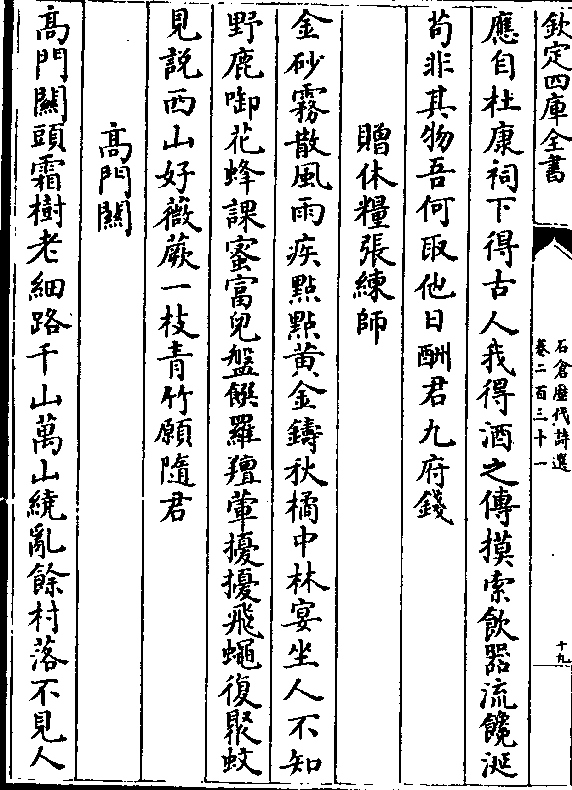 欽定四庫全書
石倉歷代詩選
卷二百三十一
十九
應自杜康祠下得古人我得酒之傳摸索飲器流饞涎
苟非其物吾何取他日酬君九府錢
贈休糧張練師
金砂霧散風雨疾點點黄金鑄秋橘中林宴坐人不知
野鹿㘅花蜂課蜜富兒盤饌羅羶葷擾擾飛蠅復聚蚊
見説西山好薇蕨一枝青竹願隨君
髙門關
髙門關頭霜樹老細路千山萬山繞亂餘村落不見人